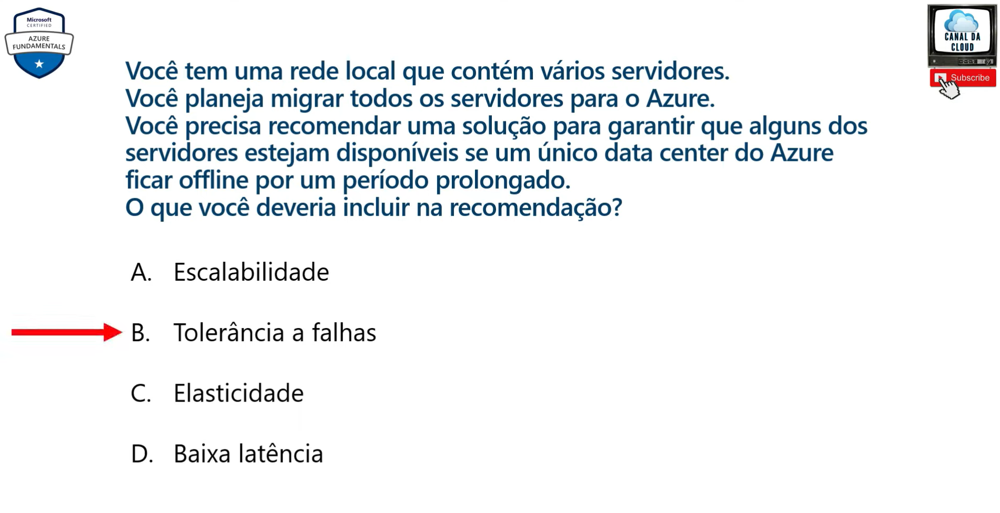 Microsoft
CERTIFIED
AZURE
FUNDAMENTALS
CANAL DA
CLOUD
Subscribe
Você tem uma rede local que contém vários servidores.
Você planeja migrar todos os servidores para o Azure.
Você precisa recomendar uma solução para garantir que alguns dos
servidores estejam disponíveis se um único data center do Azure
ficar offline por um período prolongado.
O que você deveria incluir na recomendação?
A. Escalabilidade
B. Tolerância a falhas
C. Elasticidade
D. Baixa latência